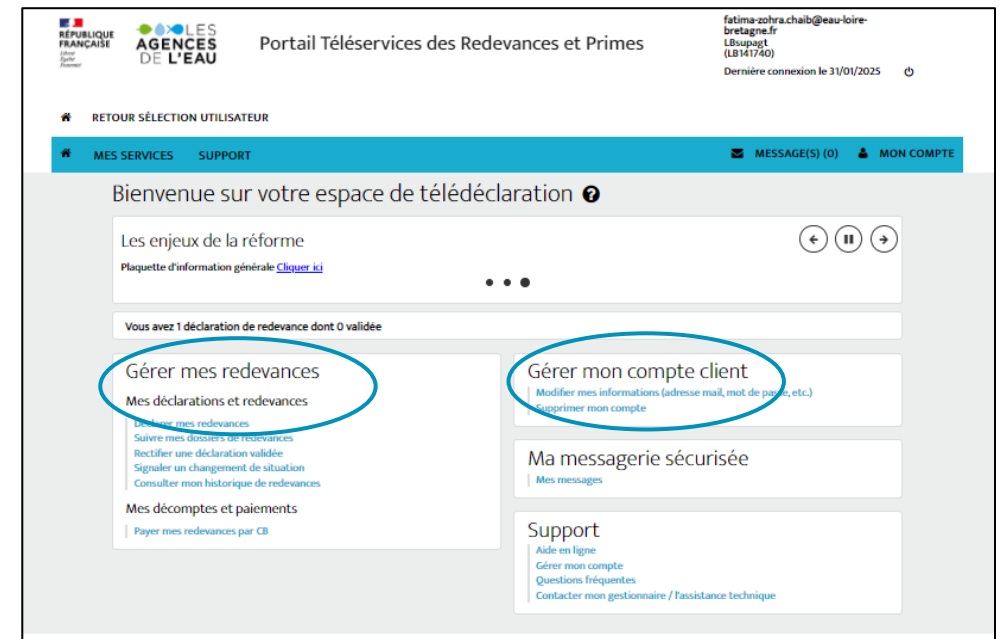 RÉPUBLIQUE
FRANÇAISE
Liberté
Égalité
Fraternité
LES
AGENCES
DE L'EAU
Portail Téléservices des Redevances et Primes
fatima-zohra.chaib@eau-loire-
bretagne.fr
LBsupagt
(LB141740)
Dernière connexion le 31/01/2025
RETOUR SÉLECTION UTILISATEUR
MES SERVICES SUPPORT MESSAGE(S) (0) MON COMPTE
Bienvenue sur votre espace de télédéclaration ?
Les enjeux de la réforme
Plaquette d'information générale Cliquer ici
Vous avez 1 déclaration de redevance dont 0 validée
Gérer mes redevances
Mes déclarations et redevances
Déclarer mes redevances
Suivre mes dossiers de redevances
Rectifier une déclaration validée
Signaler un changement de situation
Consulter mon historique de redevances
Mes décomptes et paiements
Payer mes redevances par CB
Gérer mon compte client
Modifier mes informations (adresse mail, mot de passe, etc.)
Supprimer mon compte
Ma messagerie sécurisée
Mes messages
Support
Aide en ligne
Gérer mon compte
Questions fréquentes
Contacter mon gestionnaire / l'assistance technique